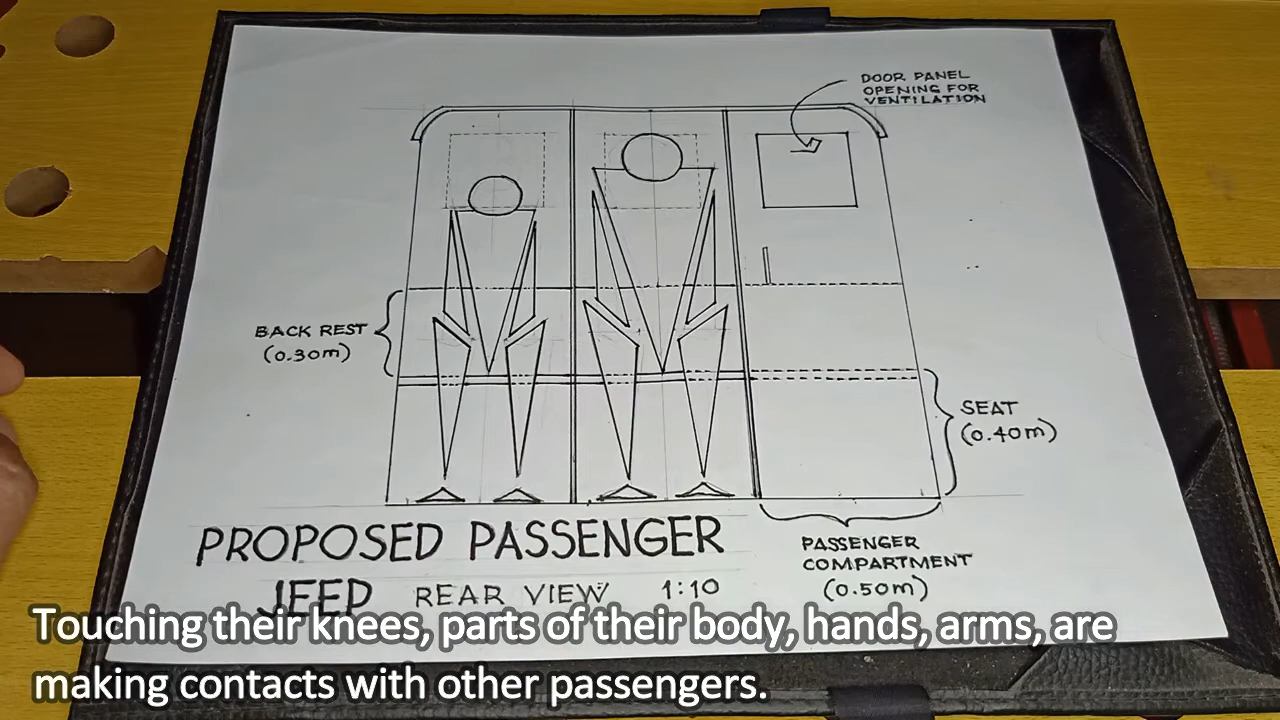 DOOR PANEL
OPENING FOR
VENTILATION
BACK REST
(0.30m)
SEAT
(0.40m)
PASSENGER
COMPARTMENT
(0.50m)
PROPOSED PASSENGER
JEEP REAR VIEW 1:10
Touching their knees, parts of their body, hands, arms, are
making contacts with other passengers.